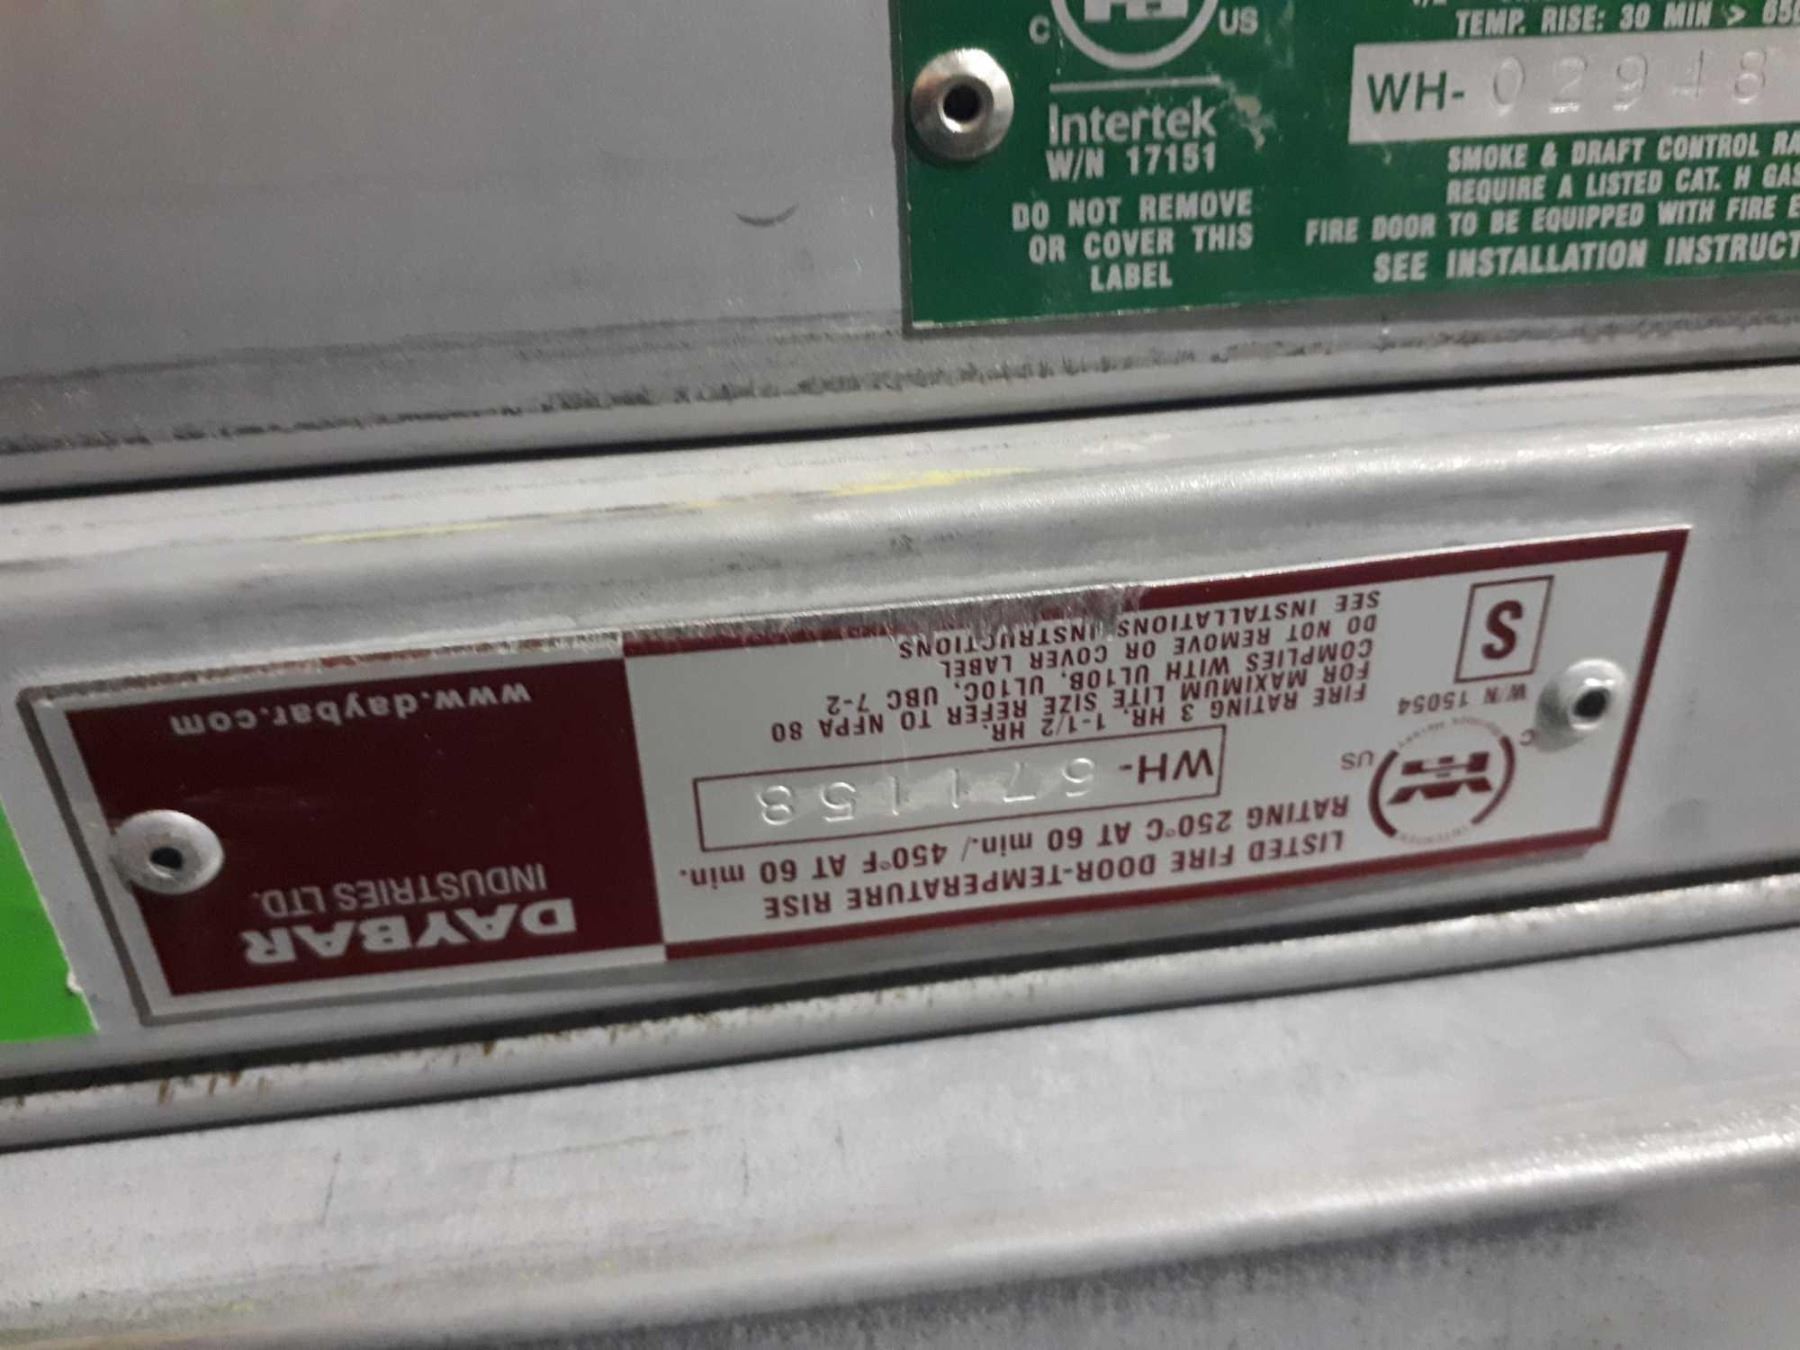 C US
TEMP. RISE: 30 MIN >
Intertek
W/N 17151
DO NOT REMOVE
OR COVER THIS
LABEL
WH- 02948
SMOKE & DRAFT CONTROL
REQUIRE A LISTED CAT. H
FIRE DOOR TO BE EQUIPPED WITH FIRE
SEE INSTALLATION
DAYBAR
INDUSTRIES LTD.
www.daybar.com
LISTED FIRE DOOR-TEMPERATURE RISE
RATING 250°C AT 60 min./ 450°F AT 60 min.
WH- 671158
FIRE RATING 3 HR. 1-1/2 HR.
FOR MAXIMUM LITE SIZE REFER TO NFPA 80
COMPLIES WITH UL10B, UL10C, UBC 7-2
DO NOT REMOVE OR COVER LABEL
SEE INSTALLATIONS INSTRUCTIONS
C US
W/N 15054
S